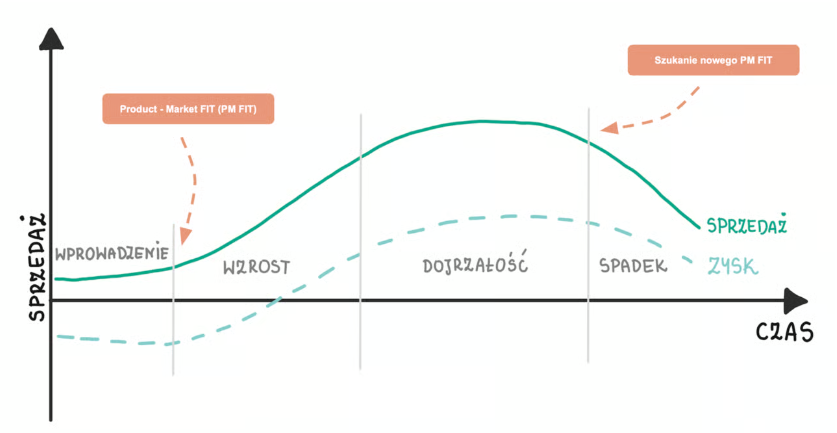 Szukanie nowego PM FIT
Product - Market FIT (PM FIT)
SPRZEDAŻ
WPROWADZENIE
WZROST
DOJRZAŁOŚĆ
SPADEK
SPRZEDAŻ
ZYSK
CZAS